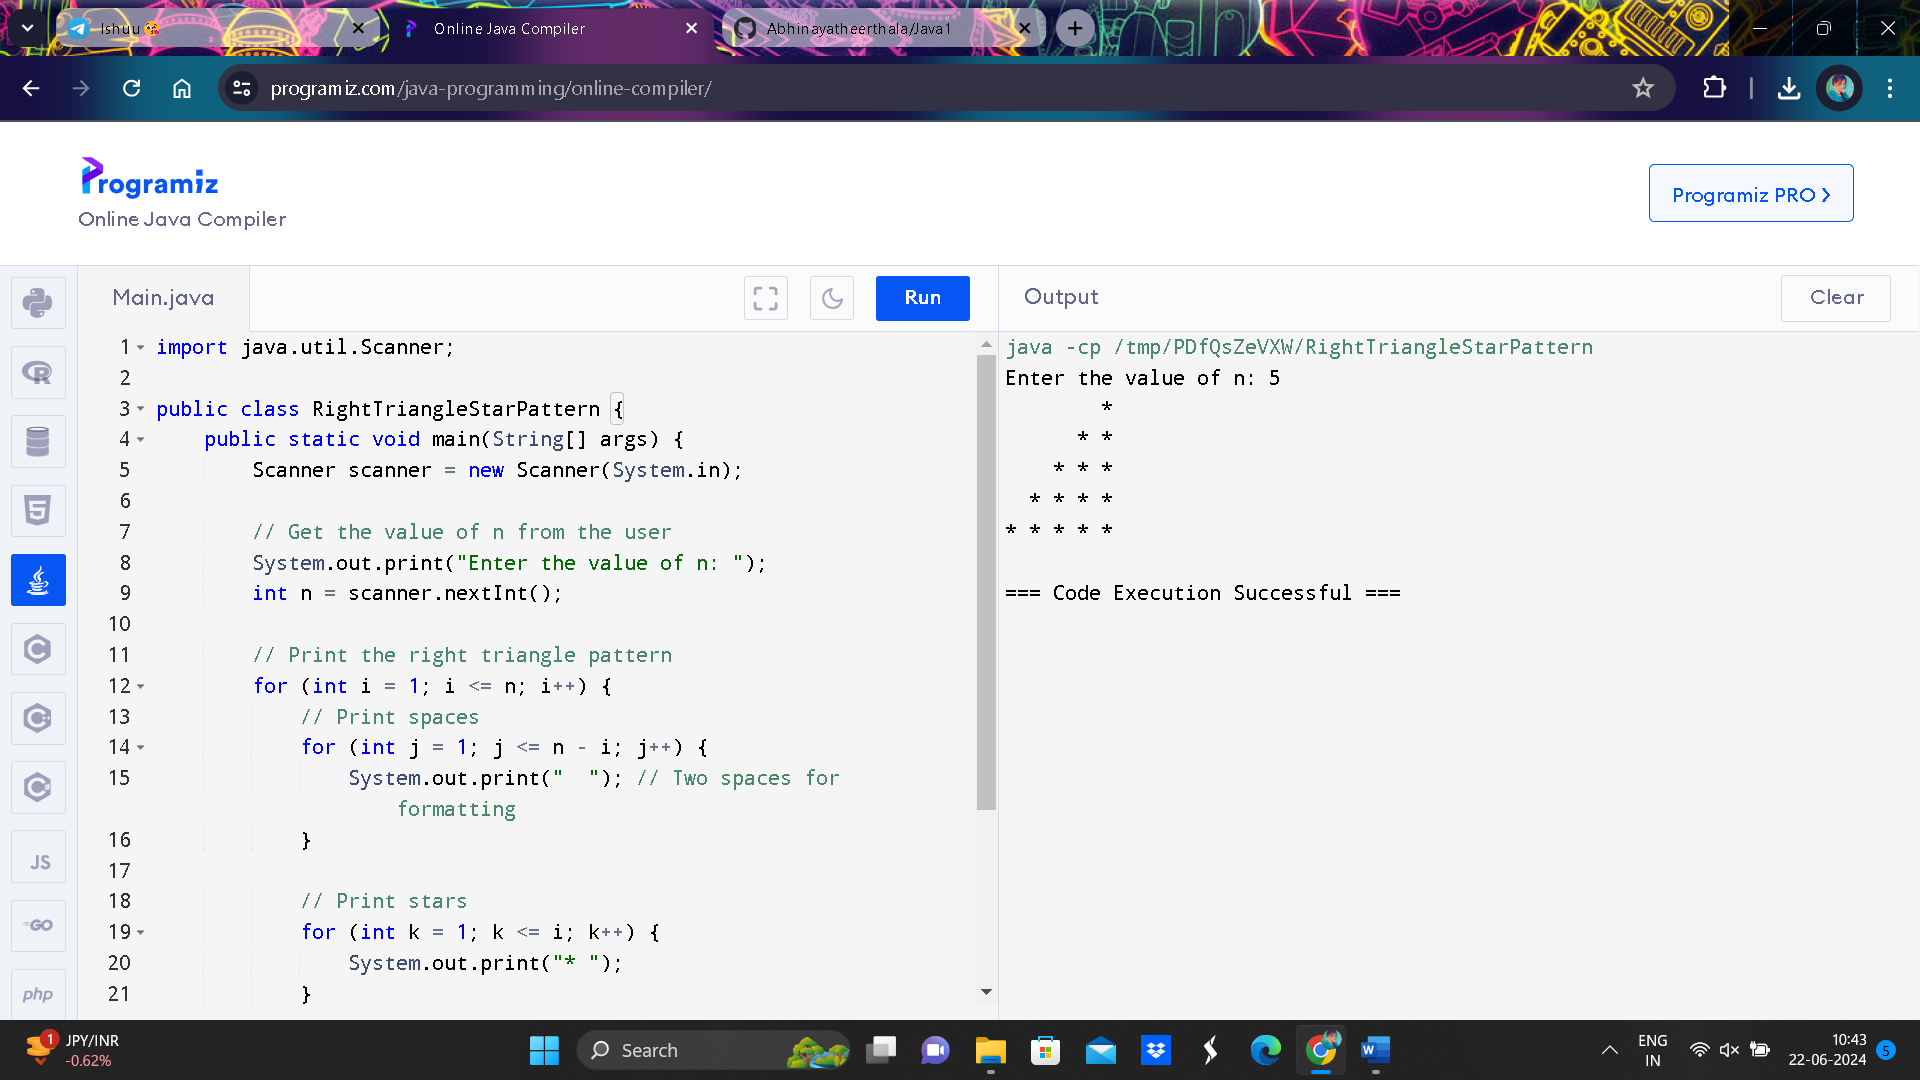 Ishuu
Online Java Compiler
Abhinayatheerthala/Java1
programiz.com/java-programming/online-compiler/
Programiz
Online Java Compiler
Programiz PRO
Main.java
Run
Output
Clear
1 import java.util.Scanner;
2
3 public class RightTriangleStarPattern {
4 public static void main(String[] args) {
5 Scanner scanner = new Scanner(System.in);
6
7 // Get the value of n from the user
8 System.out.print("Enter the value of n: ");
9 int n = scanner.nextInt();
10
11 // Print the right triangle pattern
12 for (int i = 1; i <= n; i++) {
13 // Print spaces
14 for (int j = 1; j <= n - i; j++) {
15 System.out.print("  "); // Two spaces for
formatting
16 }
17
18 // Print stars
19 for (int k = 1; k <= i; k++) {
20 System.out.print("* ");
21 }
java -cp /tmp/PDfQsZeVXW/RightTriangleStarPattern
Enter the value of n: 5
        *
      * *
    * * *
  * * * *
* * * * *
=== Code Execution Successful ===
R
5
C
C
C
JS
GO
php
1
JPY/INR
-0.62%
Search
W
ENG
IN
10:43
22-06-2024
5